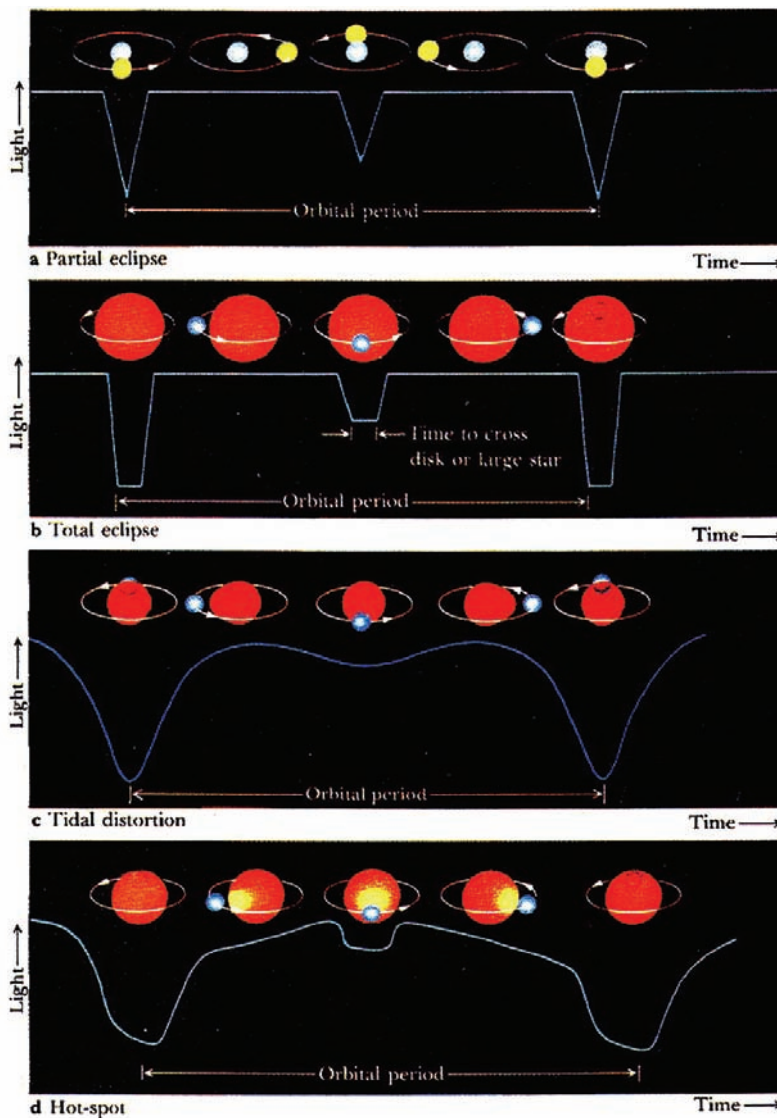 Light
Orbital period
a Partial eclipse
Time
Light
Time to cross
disk or large star
Orbital period
b Total eclipse
Time
Light
Orbital period
c Tidal distortion
Time
Light
Orbital period
d Hot-spot
Time